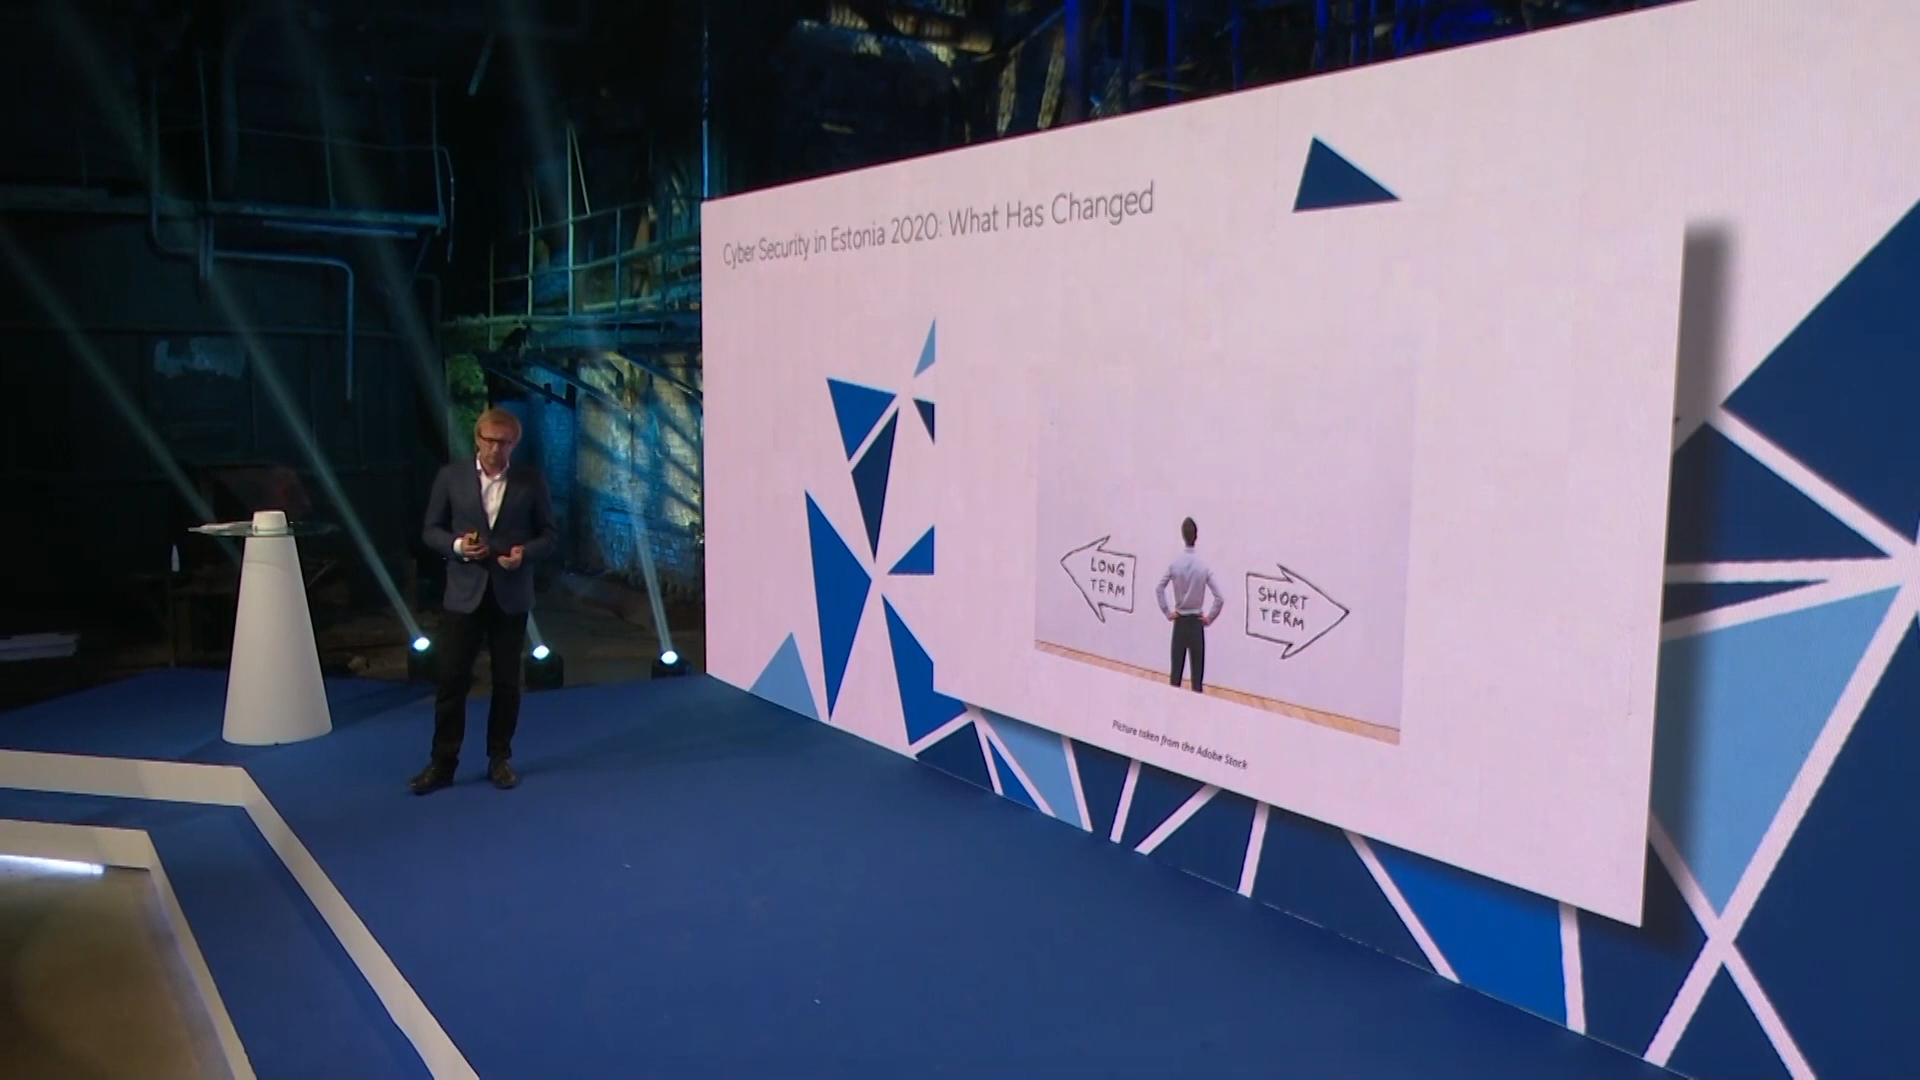 Cyber Security in Estonia 2020: What Has Changed
LONG
TERM
SHORT
TERM
Picture taken from the Adobe Stock